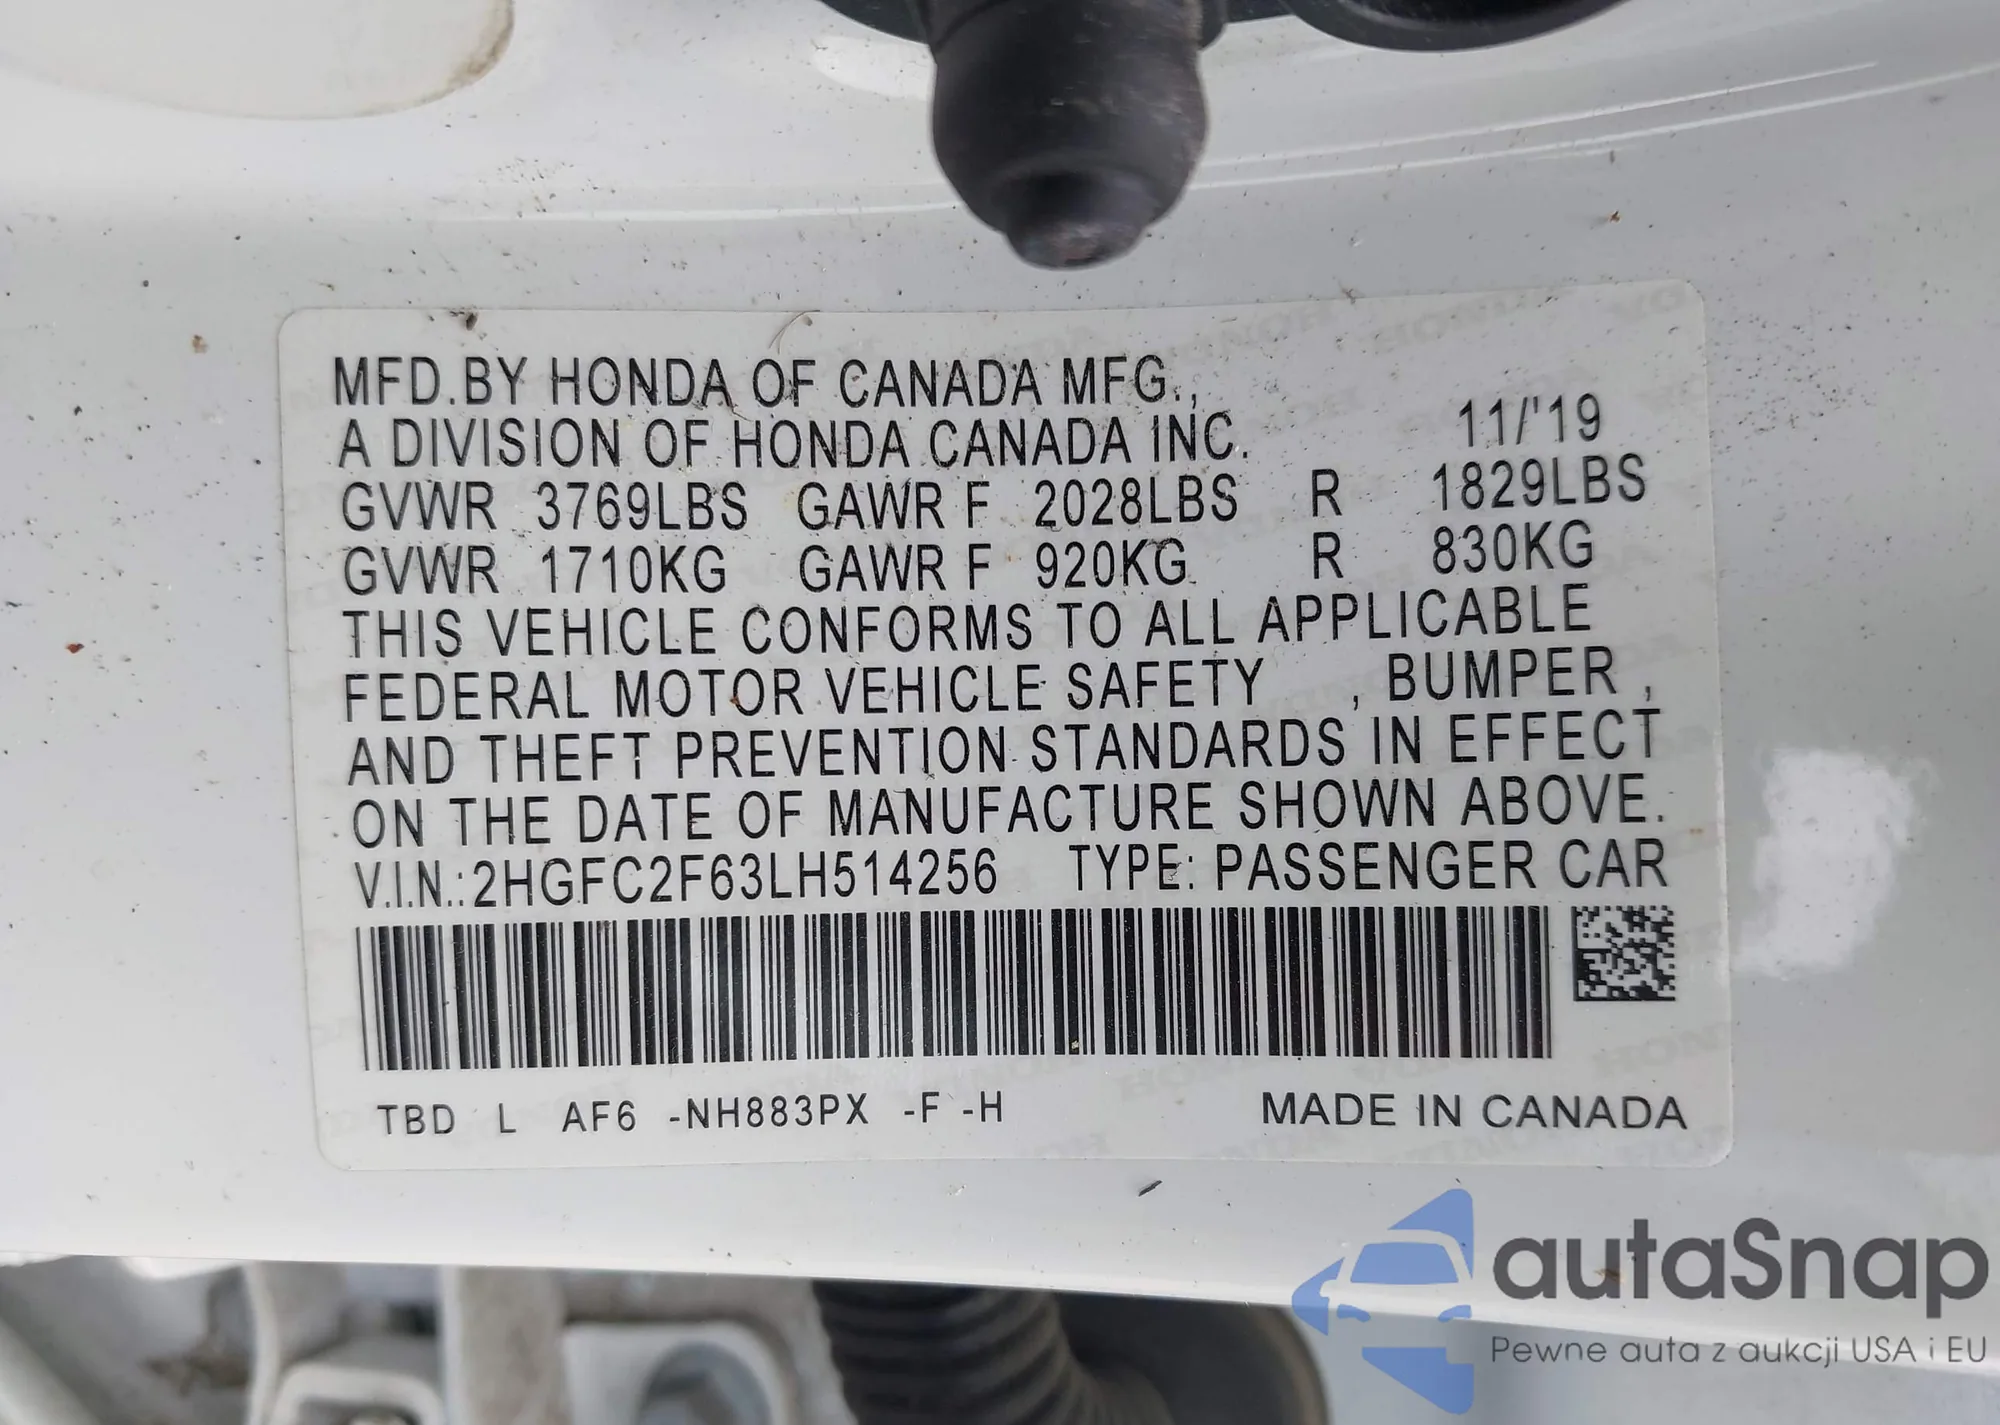 MFD.BY HONDA OF CANADA MFG.,
A DIVISION OF HONDA CANADA INC. 11/'19
GVWR 3769LBS GAWR F 2028LBS R 1829LBS
GVWR 1710KG GAWR F 920KG R 830KG
THIS VEHICLE CONFORMS TO ALL APPLICABLE
FEDERAL MOTOR VEHICLE SAFETY , BUMPER ,
AND THEFT PREVENTION STANDARDS IN EFFECT
ON THE DATE OF MANUFACTURE SHOWN ABOVE.
V.I.N.:2HGFC2F63LH514256 TYPE: PASSENGER CAR
TBD L AF6 -NH883PX -F -H MADE IN CANADA
autaSnap
Pewne auta z aukcji USA i EU